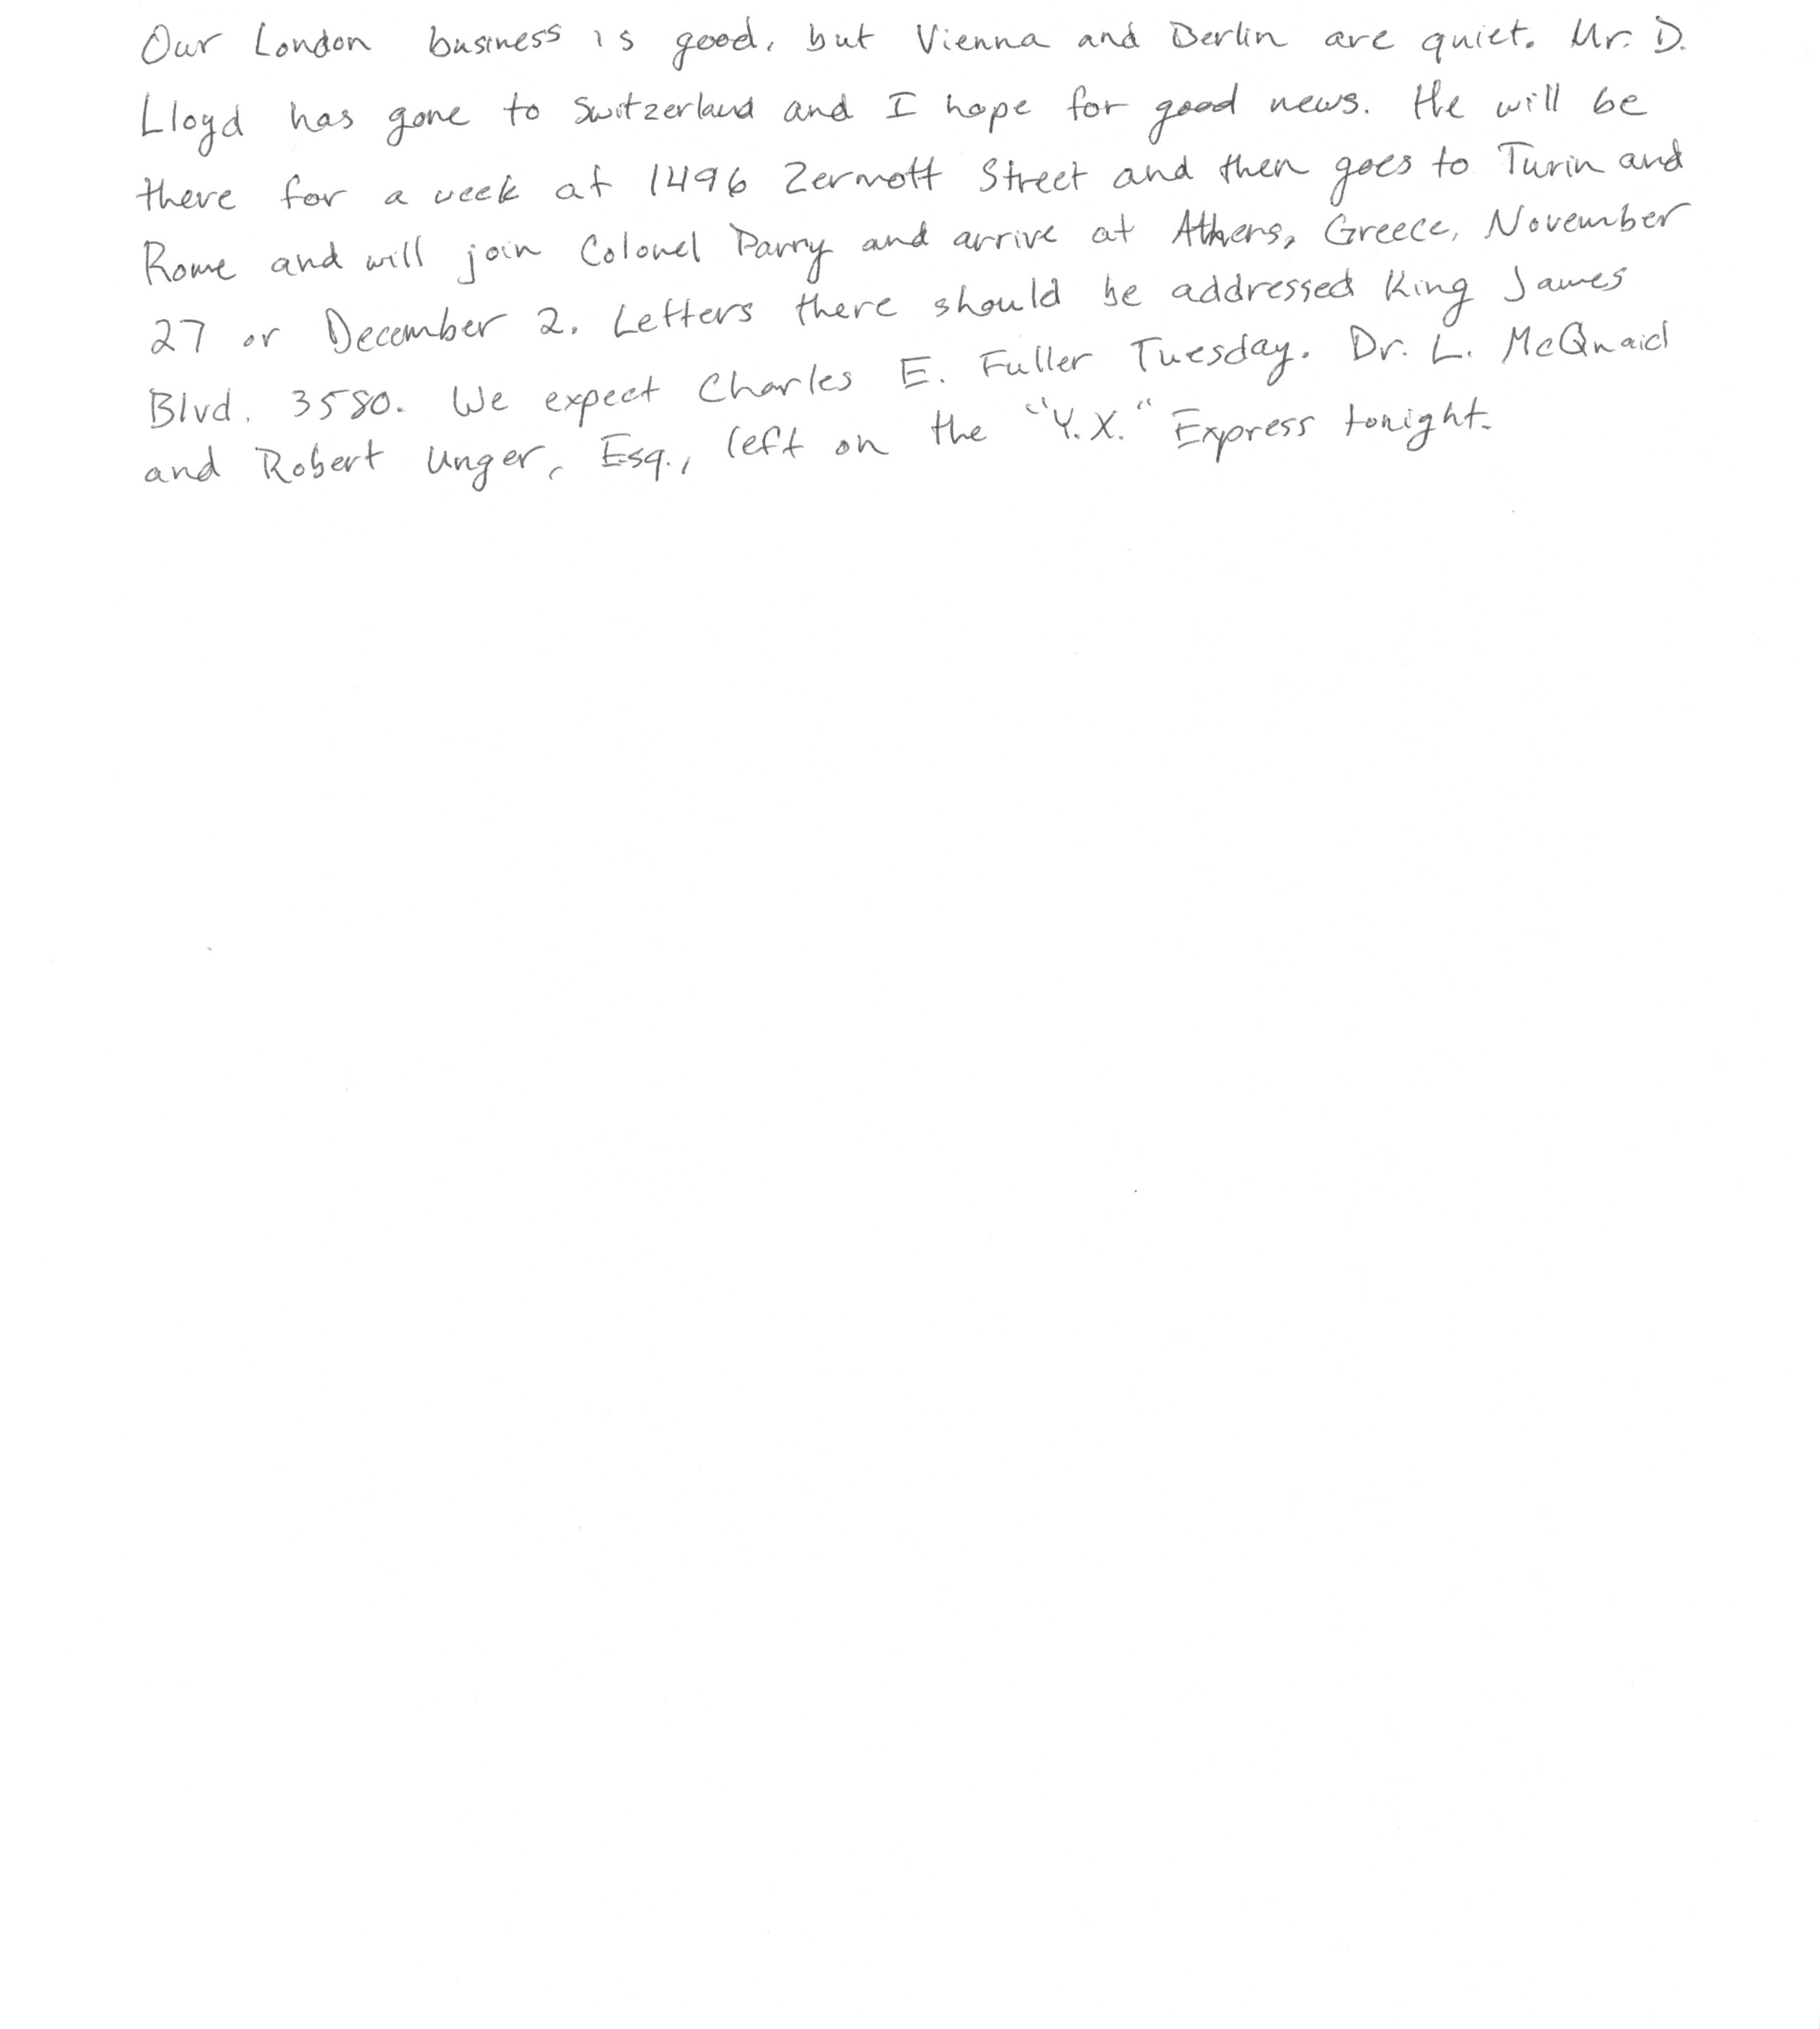 Our London business is good, but Vienna and Berlin are quiet. Mr. D.
Lloyd has gone to Switzerland and I hope for good news. He will be
there for a week at 1496 Zermott Street and then goes to Turin and
Rome and will join Colonel Parry and arrive at Athens, Greece, November
27 or December 2. Letters there should be addressed King James
Blvd. 3580. We expect Charles E. Fuller Tuesday. Dr. L. McQuaid
and Robert Unger, Esq., left on the "Y.X." Express tonight.